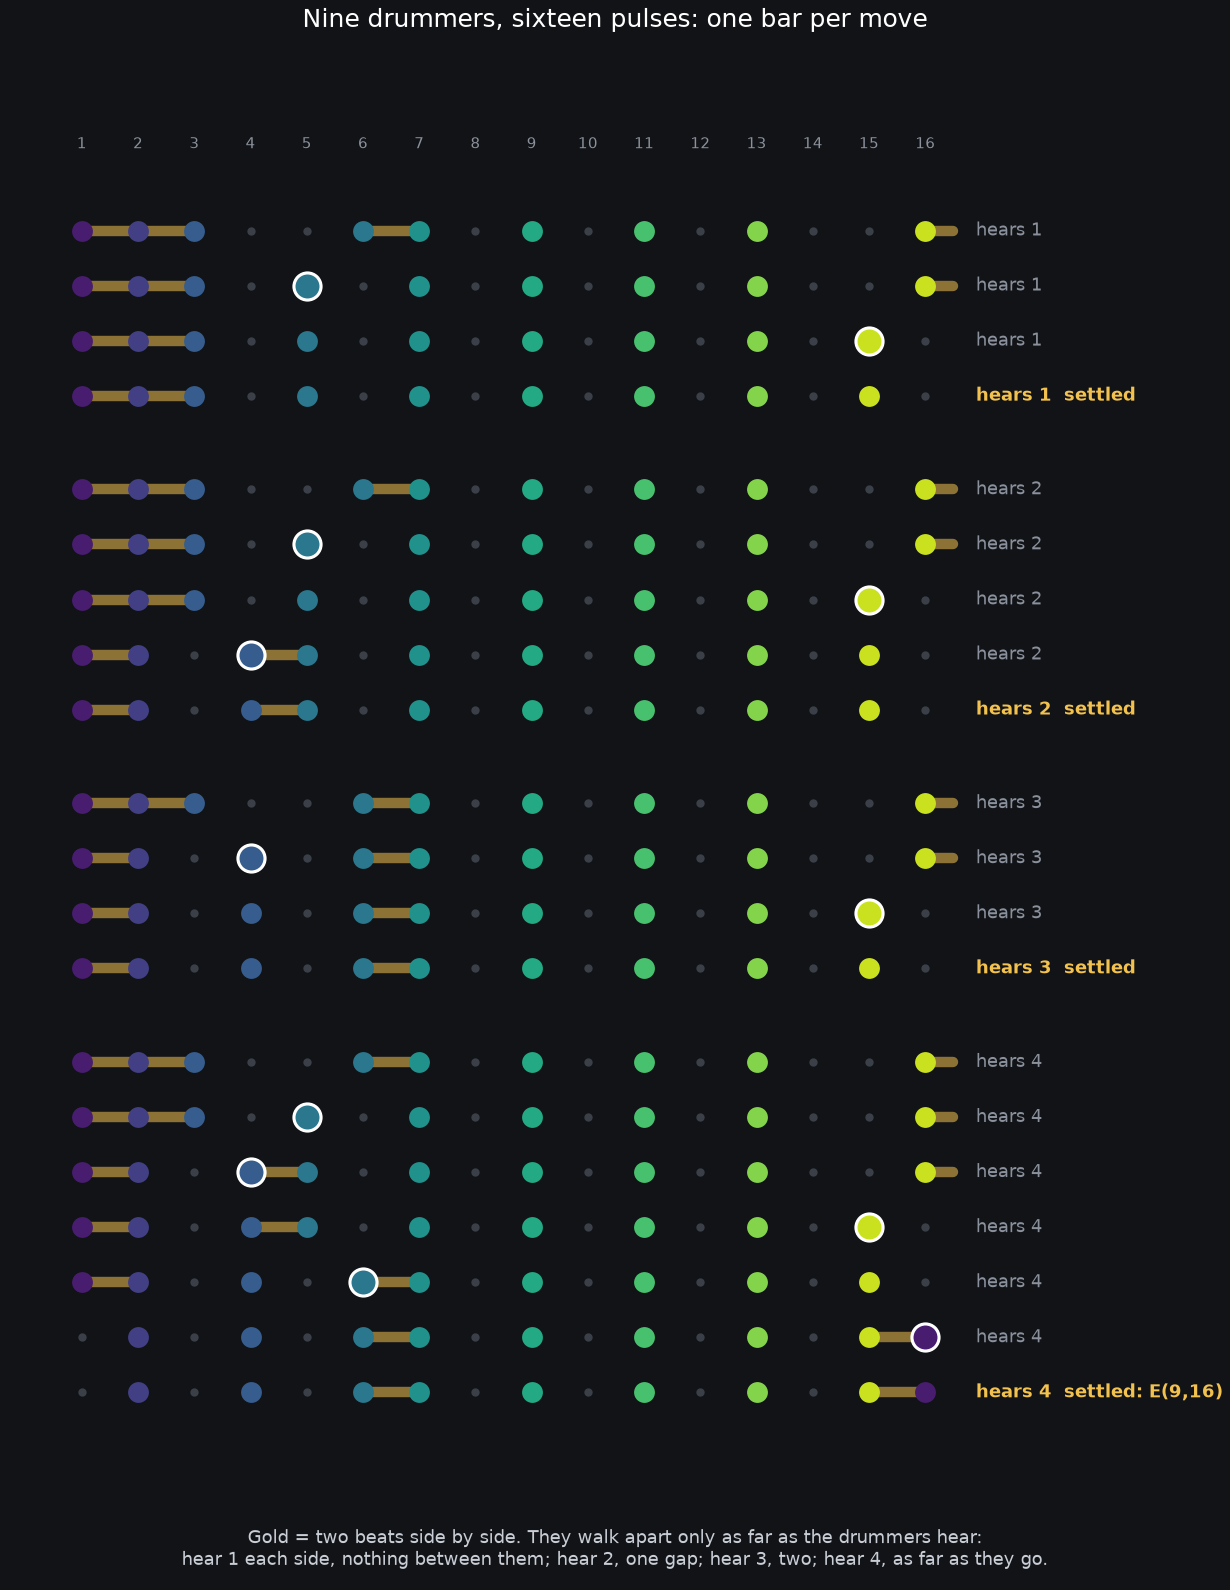 Nine drummers, sixteen pulses: one bar per move
1 2 3 4 5 6 7 8 9 10 11 12 13 14 15 16
hears 1
hears 1
hears 1
hears 1 settled
hears 2
hears 2
hears 2
hears 2
hears 2 settled
hears 3
hears 3
hears 3
hears 3 settled
hears 4
hears 4
hears 4
hears 4
hears 4
hears 4
hears 4 settled: E(9,16)
Gold = two beats side by side. They walk apart only as far as the drummers hear:
hear 1 each side, nothing between them; hear 2, one gap; hear 3, two; hear 4, as far as they go.